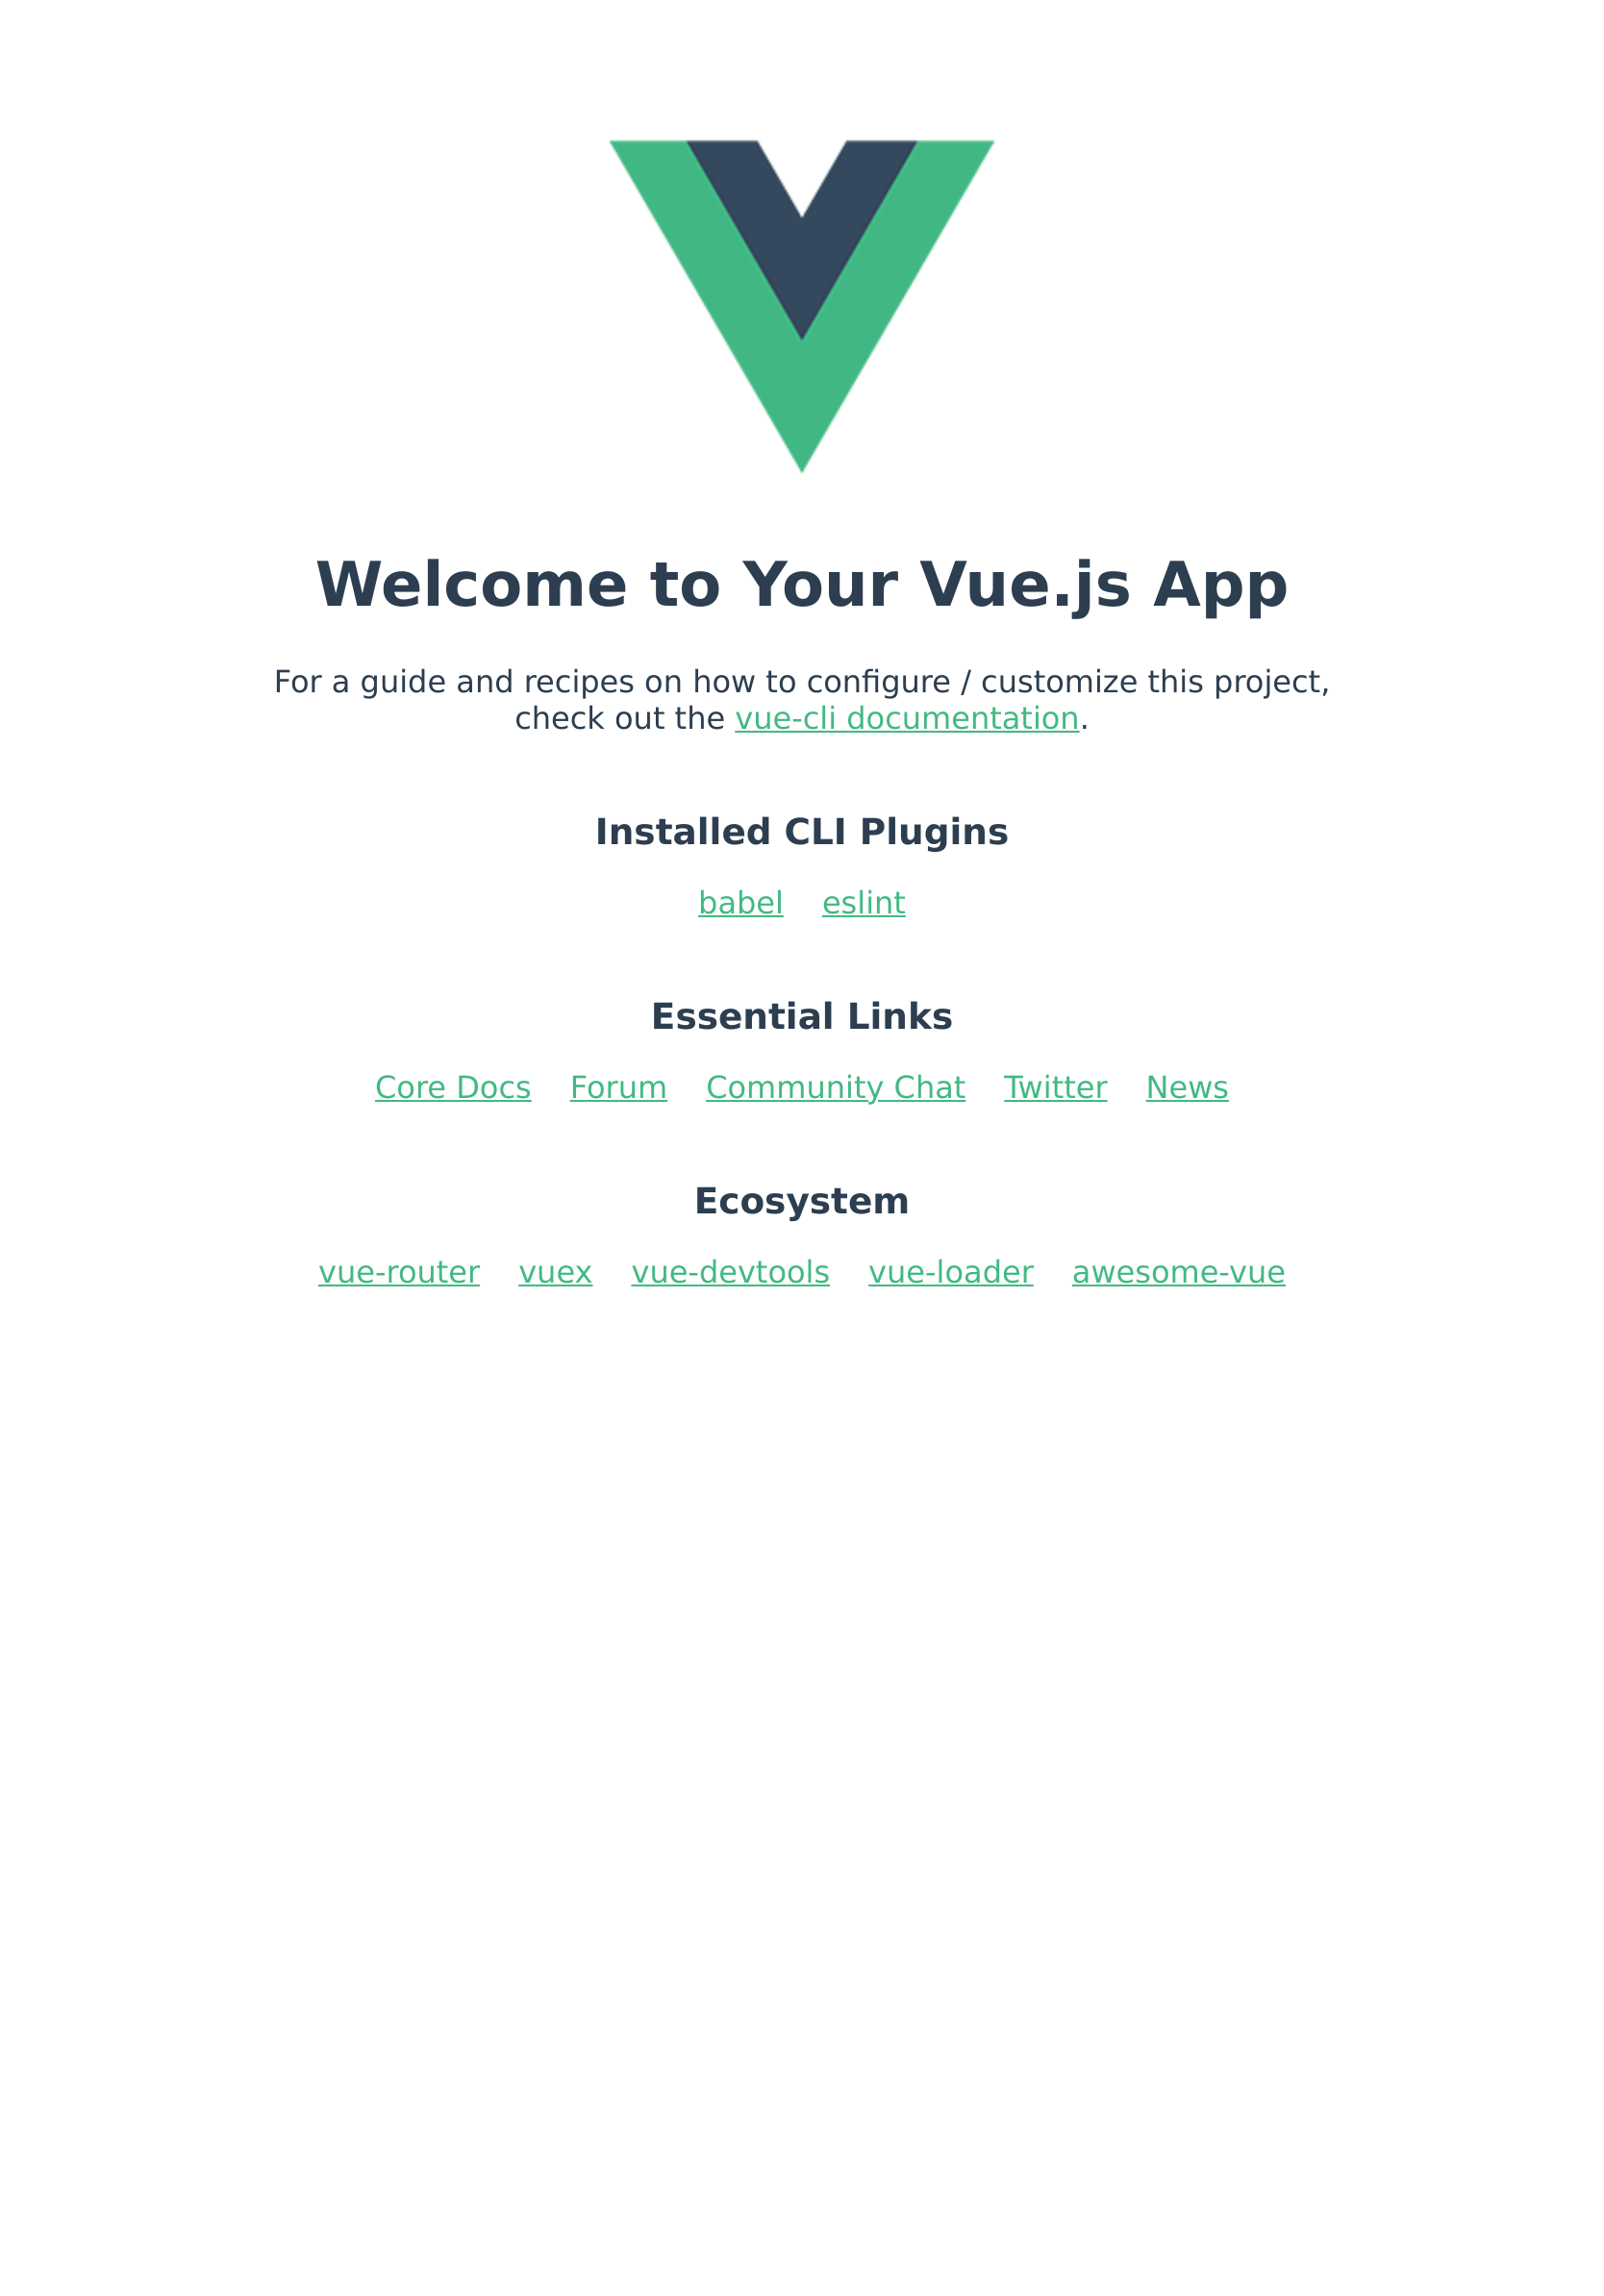 Welcome to Your Vue.js App
For a guide and recipes on how to configure / customize this project,
check out the vue-cli documentation.
Installed CLI Plugins
babel eslint
Essential Links
Core Docs Forum Community Chat Twitter News
Ecosystem
vue-router vuex vue-devtools vue-loader awesome-vue